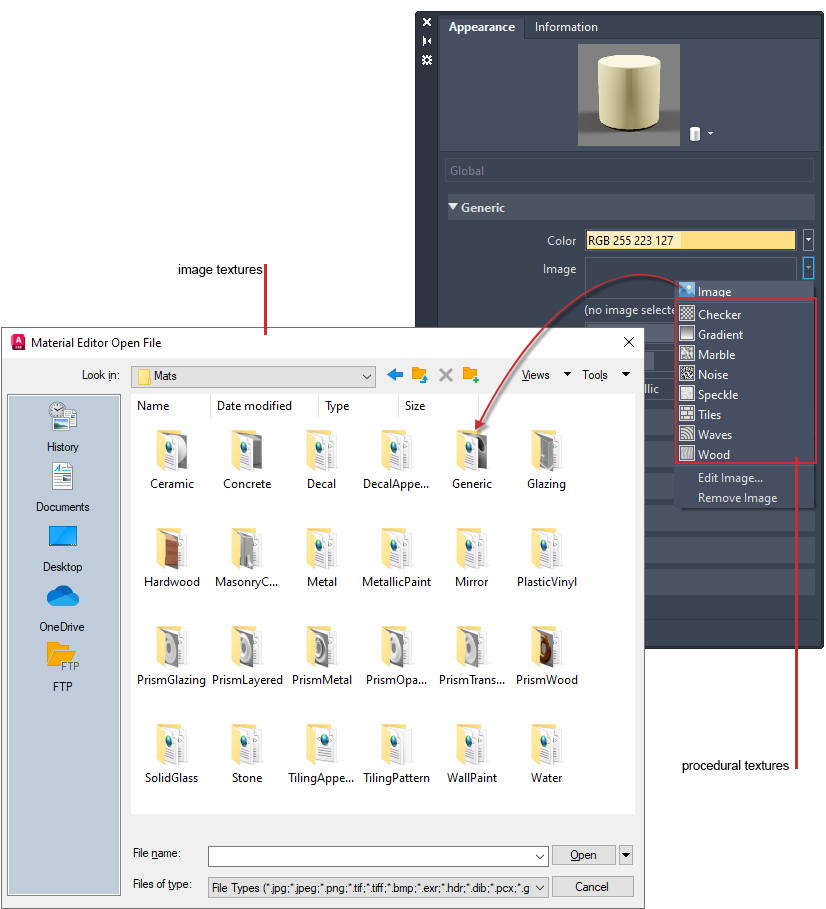 Appearance
Information
Global
Generic
Color
RGB 255 223 127
Image
(no image selecte
llic
Image
Checker
Gradient
Marble
Noise
Speckle
Tiles
Waves
Wood
Edit Image...
Remove Image
image textures
procedural textures
Material Editor Open File
Look in:
Mats
Views
Tools
History
Documents
Desktop
OneDrive
FTP
FTP
Name
Date modified
Type
Size
Ceramic
Concrete
Decal
DecalAppe...
Generic
Glazing
Hardwood
MasonryC...
Metal
MetallicPaint
Mirror
PlasticVinyl
PrismGlazing
PrismLayered
PrismMetal
PrismOpa...
PrismTrans...
PrismWood
SolidGlass
Stone
TilingAppe...
TilingPattern
WallPaint
Water
File name:
Open
Files of type:
File Types (*.jpg;*.jpeg;*.png;*.tif;*.tiff;*.bmp;*.exr;*.hdr;*.dib;*.pcx;*.g
Cancel